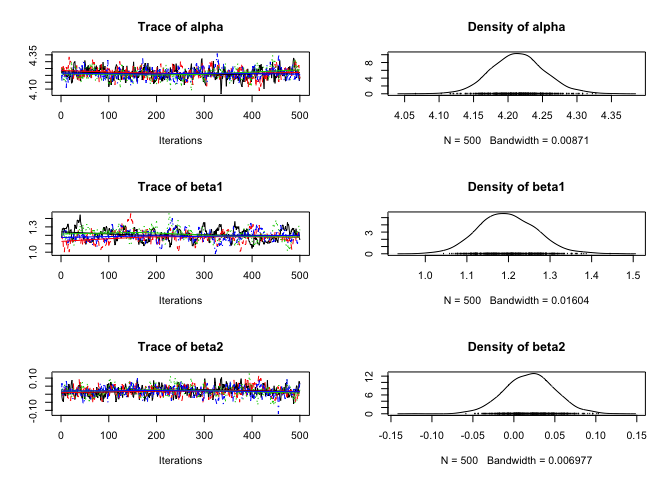 Trace of alpha
4.35
4.10
0 100 200 300 400 500
Iterations
Density of alpha
8
4
0
4.05 4.10 4.15 4.20 4.25 4.30 4.35
N = 500 Bandwidth = 0.00871
Trace of beta1
1.3
1.0
0 100 200 300 400 500
Iterations
Density of beta1
3
0
1.0 1.1 1.2 1.3 1.4 1.5
N = 500 Bandwidth = 0.01604
Trace of beta2
0.10
-0.10
0 100 200 300 400 500
Iterations
Density of beta2
12
6
0
-0.15 -0.10 -0.05 0.00 0.05 0.10 0.15
N = 500 Bandwidth = 0.006977